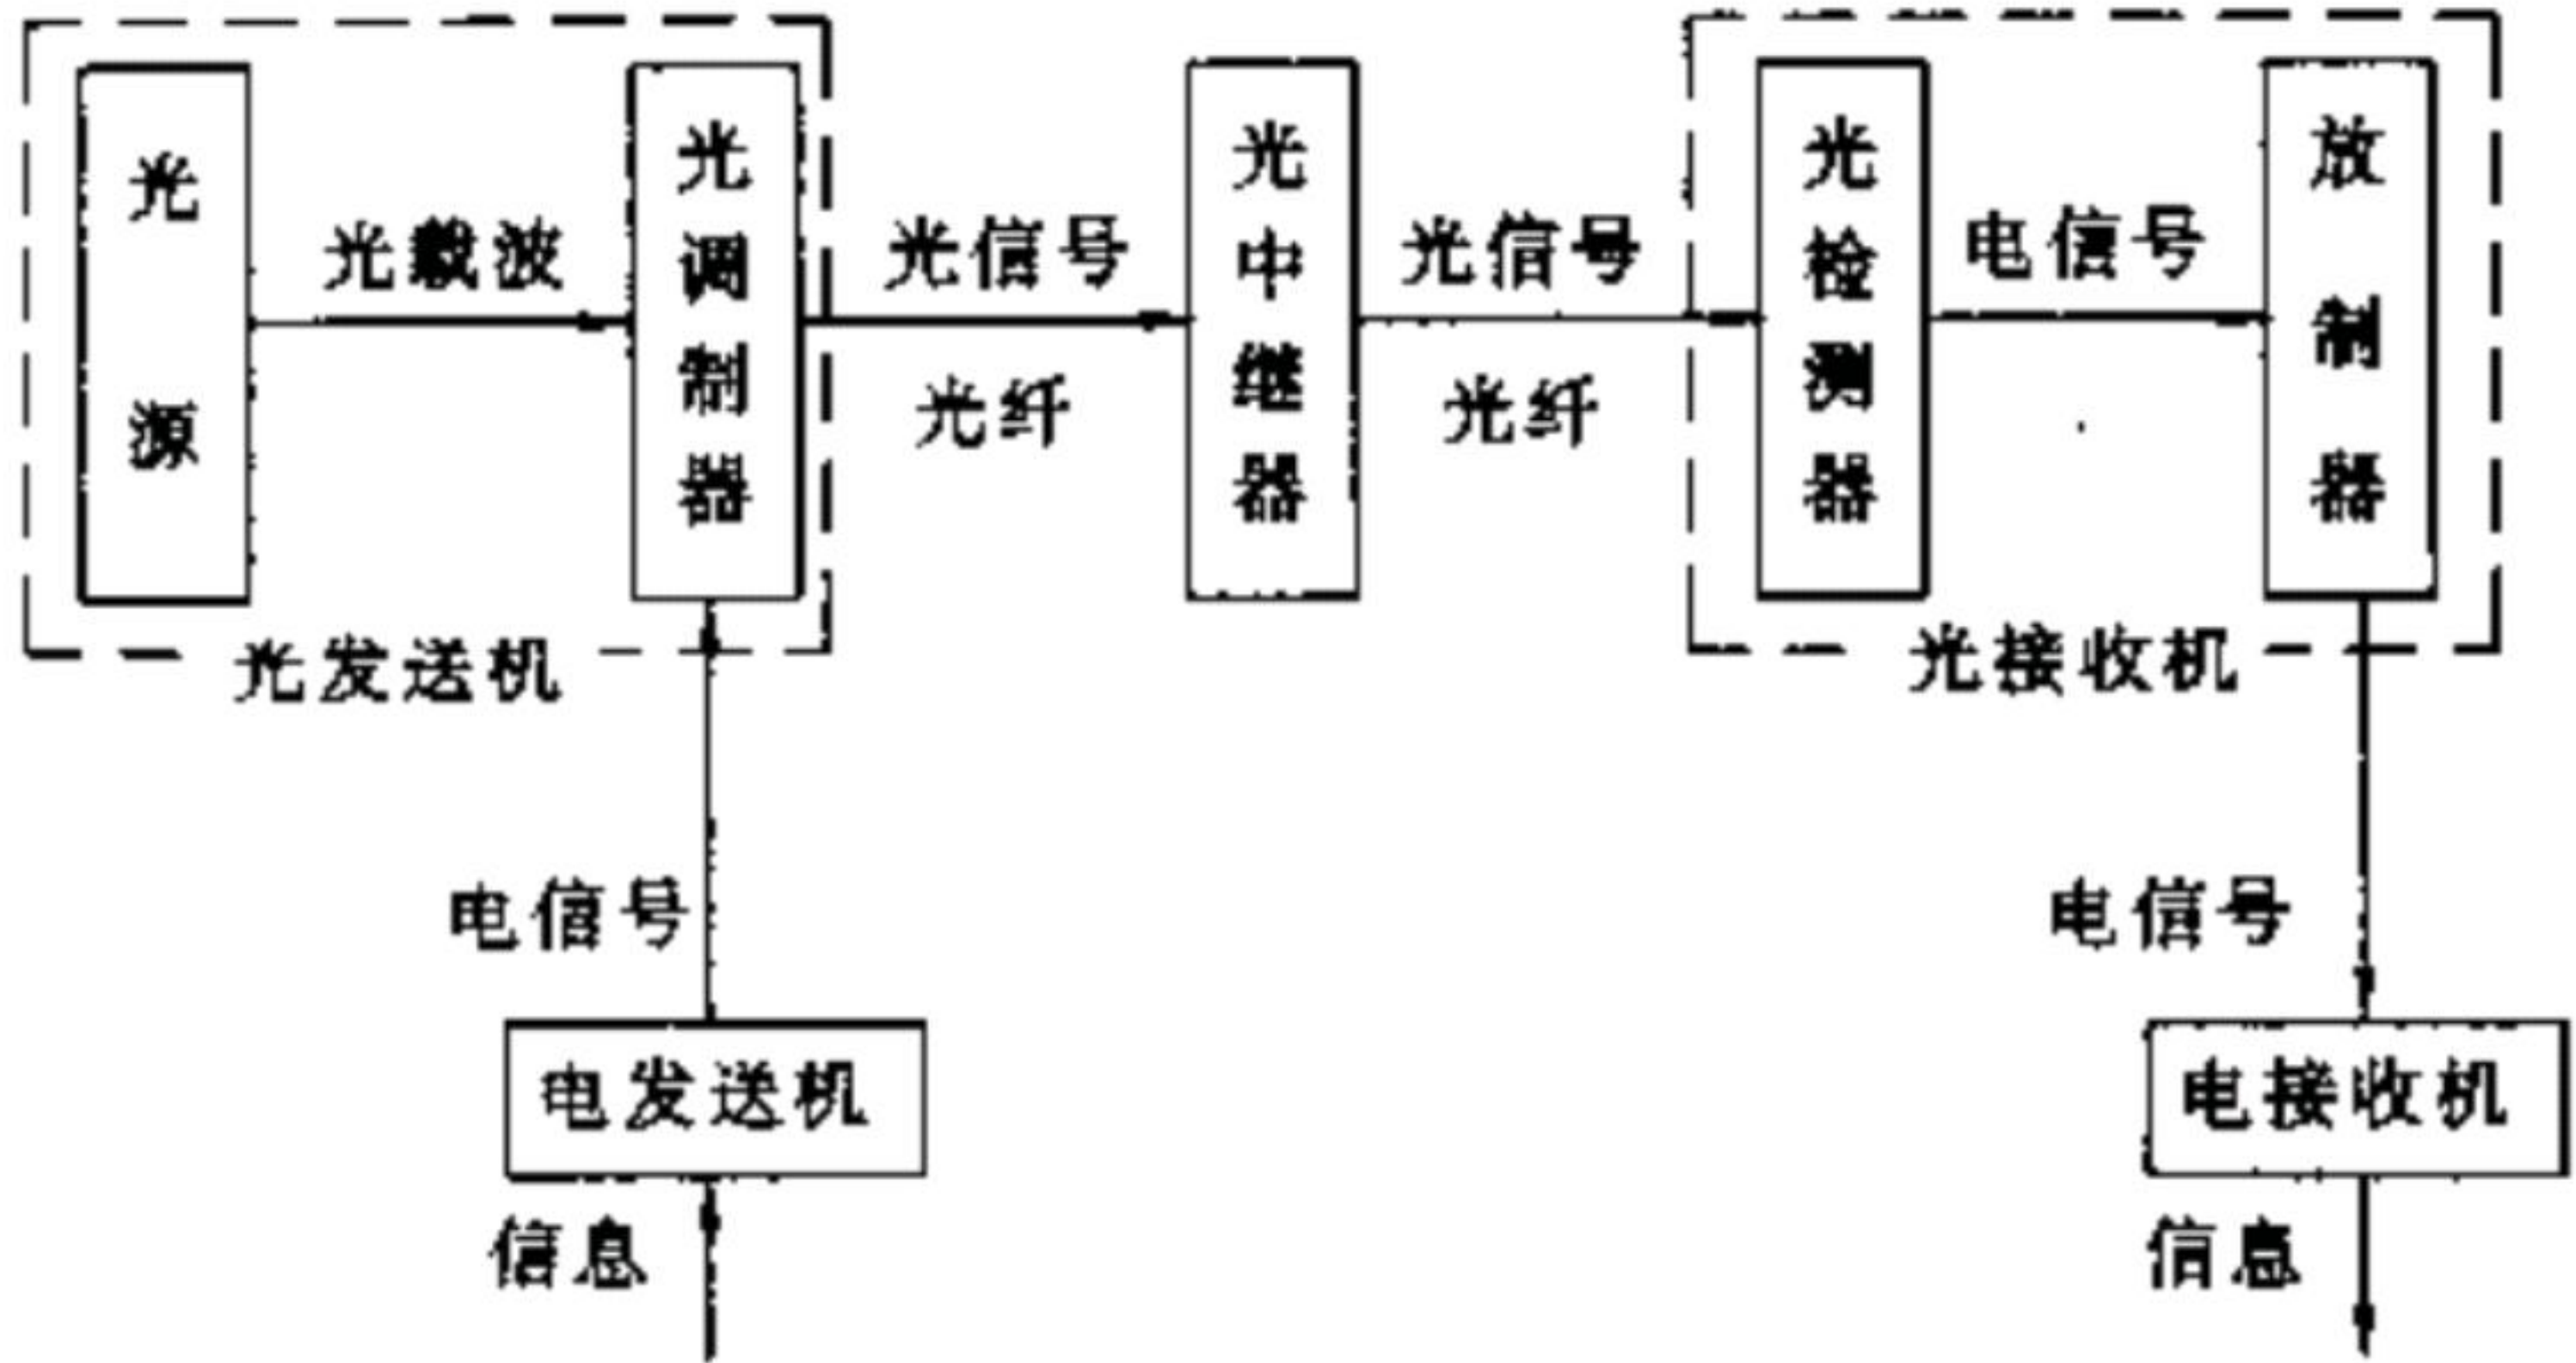 光源
光载波
光调制器
光信号
光纤
光中继器
光信号
光纤
光检测器
电信号
放制器
光发送机
光接收机
电信号
电信号
电发送机
电接收机
信息
信息